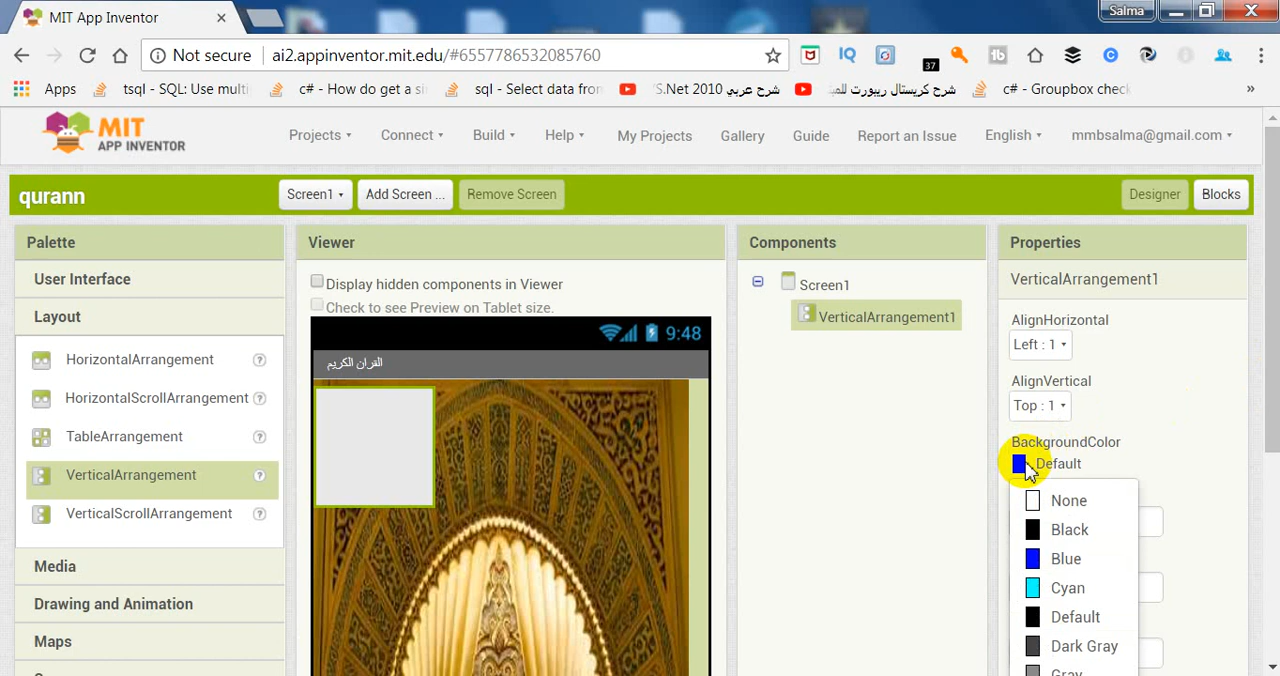 MIT App Inventor
Salma
Not secure ai2.appinventor.mit.edu/#6557786532085760
37
Apps tsql - SQL: Use multi c# - How do get a si sql - Select data from شرح عربي 2010 S.Net' شرح كريستال ريبورت للمبت c# - Groupbox chec »
MIT APP INVENTOR
Projects Connect Build Help My Projects Gallery Guide Report an Issue English mmbsalma@gmail.com
qurann Screen1 Add Screen ... Remove Screen Designer Blocks
Palette
User Interface
Layout
HorizontalArrangement
HorizontalScrollArrangement
TableArrangement
VerticalArrangement
VerticalScrollArrangement
Media
Drawing and Animation
Maps
Viewer
Display hidden components in Viewer
Check to see Preview on Tablet size.
9:48
القران الكريم
Components
Screen1
VerticalArrangement1
Properties
VerticalArrangement1
AlignHorizontal
Left : 1
AlignVertical
Top : 1
BackgroundColor
Default
None
Black
Blue
Cyan
Default
Dark Gray
Gray